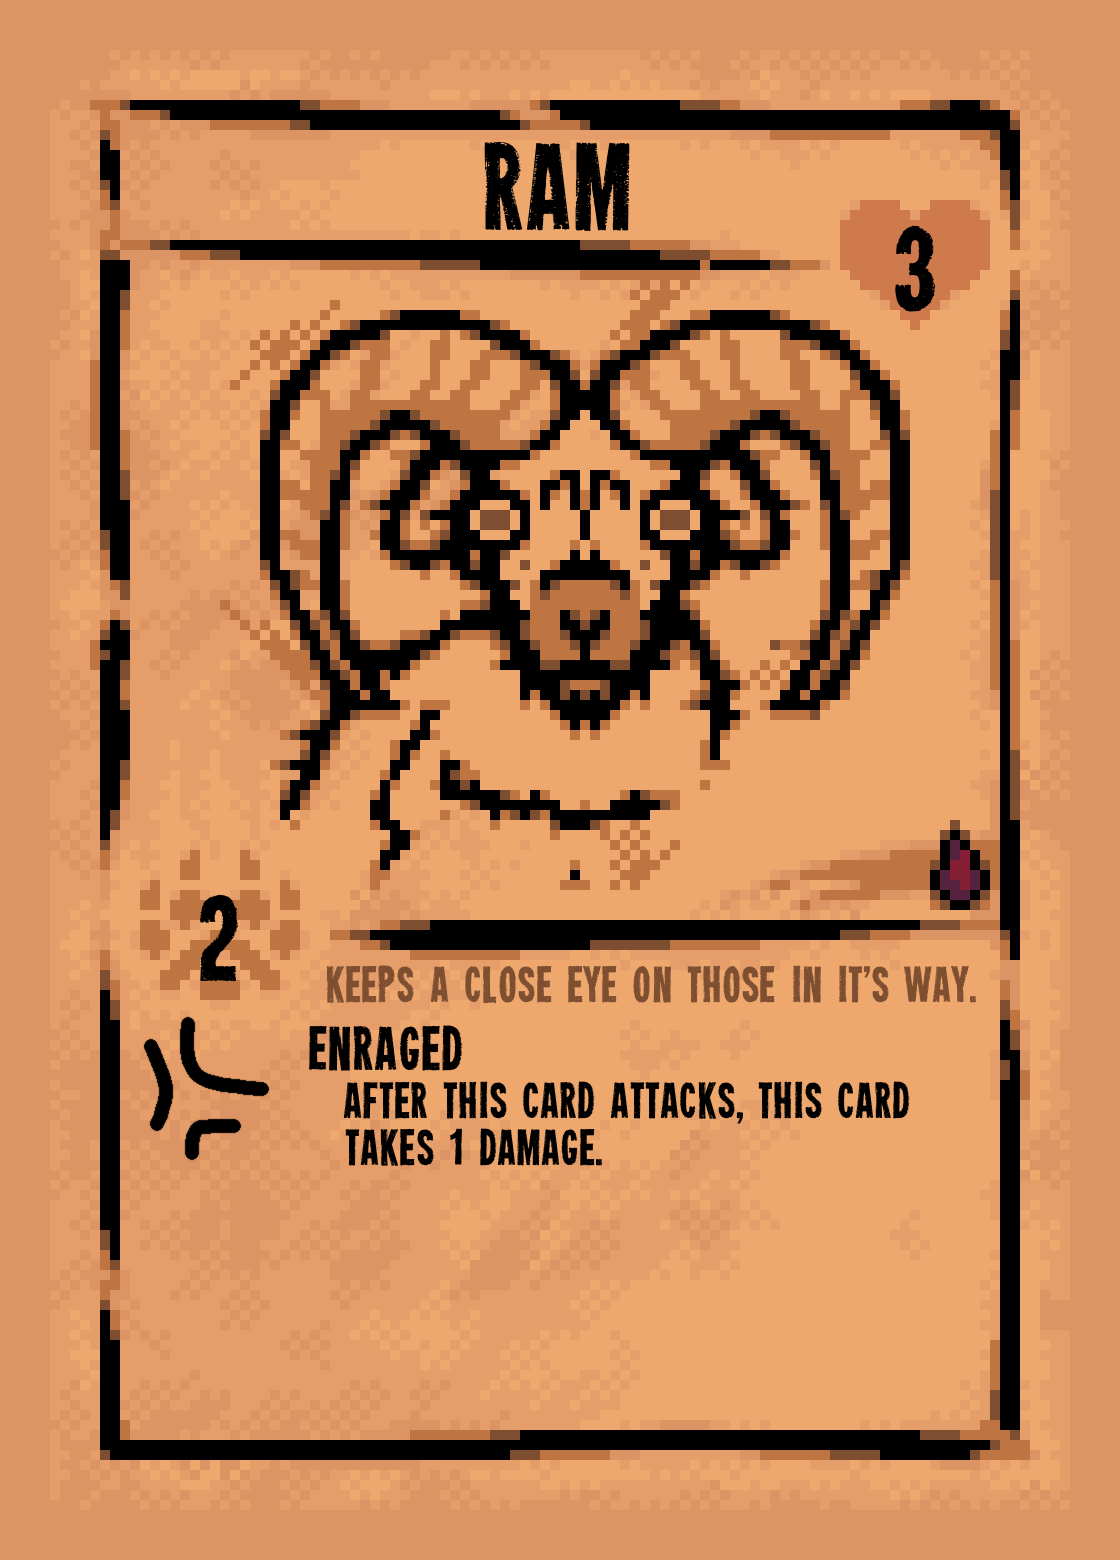 RAM
3
2
KEEPS A CLOSE EYE ON THOSE IN IT'S WAY.
ENRAGED
AFTER THIS CARD ATTACKS, THIS CARD
TAKES 1 DAMAGE.